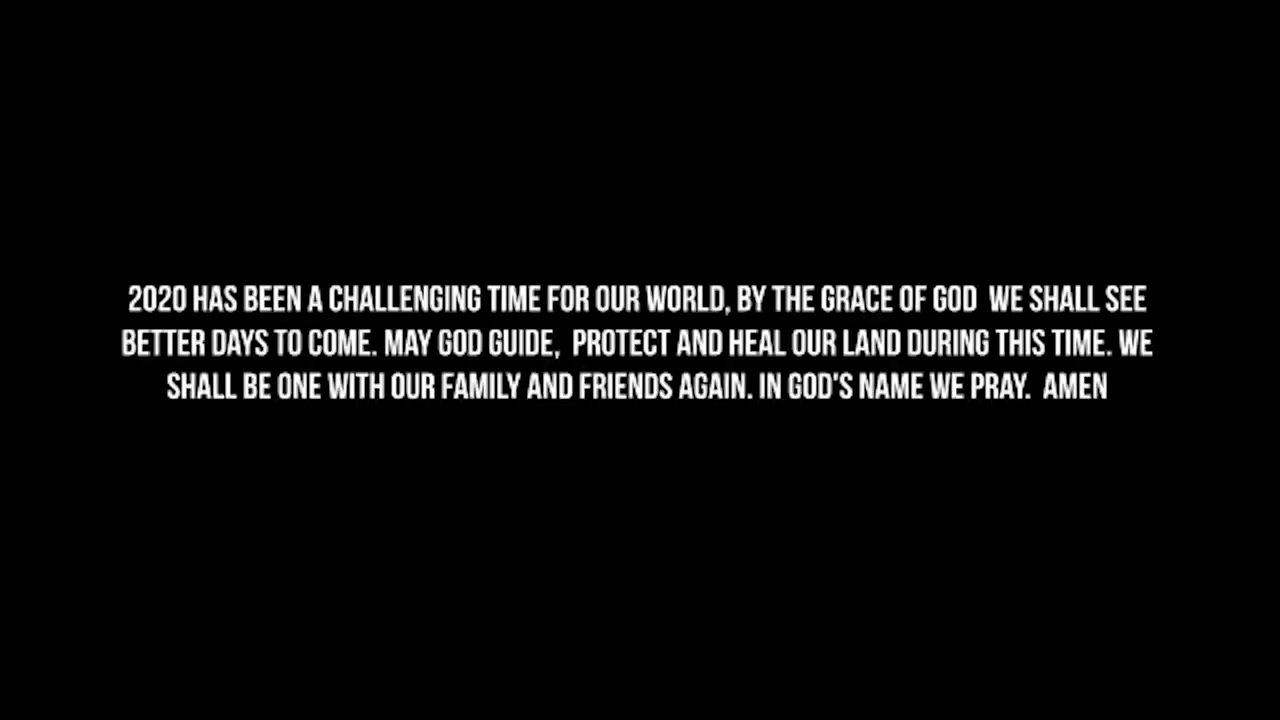 2020 HAS BEEN A CHALLENGING TIME FOR OUR WORLD, BY THE GRACE OF GOD  WE SHALL SEE
BETTER DAYS TO COME. MAY GOD GUIDE,  PROTECT AND HEAL OUR LAND DURING THIS TIME. WE
SHALL BE ONE WITH OUR FAMILY AND FRIENDS AGAIN. IN GOD'S NAME WE PRAY.  AMEN